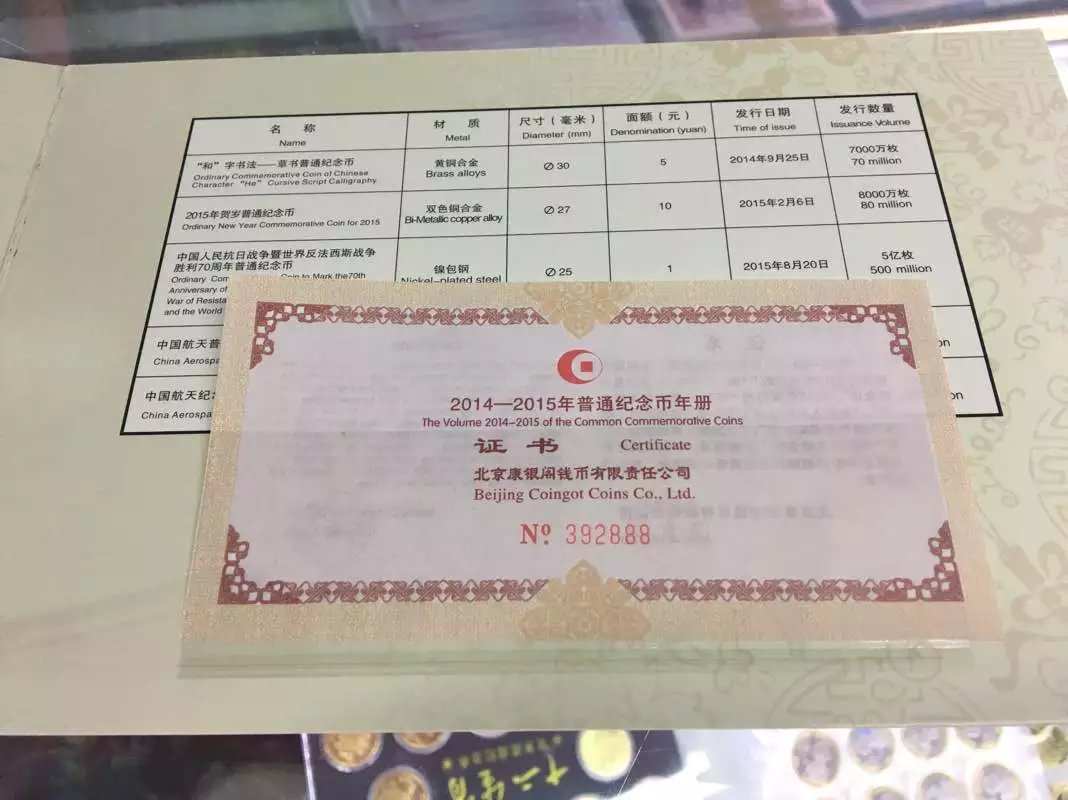 名 称
Name
材 质
Metal
尺寸（毫米）
Diameter (mm)
面额（元）
Denomination (yuan)
发行日期
Time of issue
发行数量
Issuance Volume
“和”字书法——草书普通纪念币
Ordinary Commemorative Coin of Chinese
Character “He” Cursive Script Calligraphy
黄铜合金
Brass alloys
∅ 30
5
2014年9月25日
7000万枚
70 million
2015年贺岁普通纪念币
Ordinary New Year Commemorative Coin for 2015
双色铜合金
Bi-Metallic copper alloy
∅ 27
10
2015年2月6日
8000万枚
80 million
中国人民抗日战争暨世界反法西斯战争
胜利70周年普通纪念币
Ordinary Com Coin to Mark the70th
Anniversary of
War of Resista
and the World
镍包钢
Nickel-plated steel
∅ 25
1
2015年8月20日
5亿枚
500 million
中国航天普
China Aerospa
on
中国航天纪
China Aerospa
on
2014—2015年普通纪念币年册
The Volume 2014-2015 of the Common Commemorative Coins
证书 Certificate
北京康银阁钱币有限责任公司
Beijing Coingot Coins Co., Ltd.
Nº. 392888
十二生肖